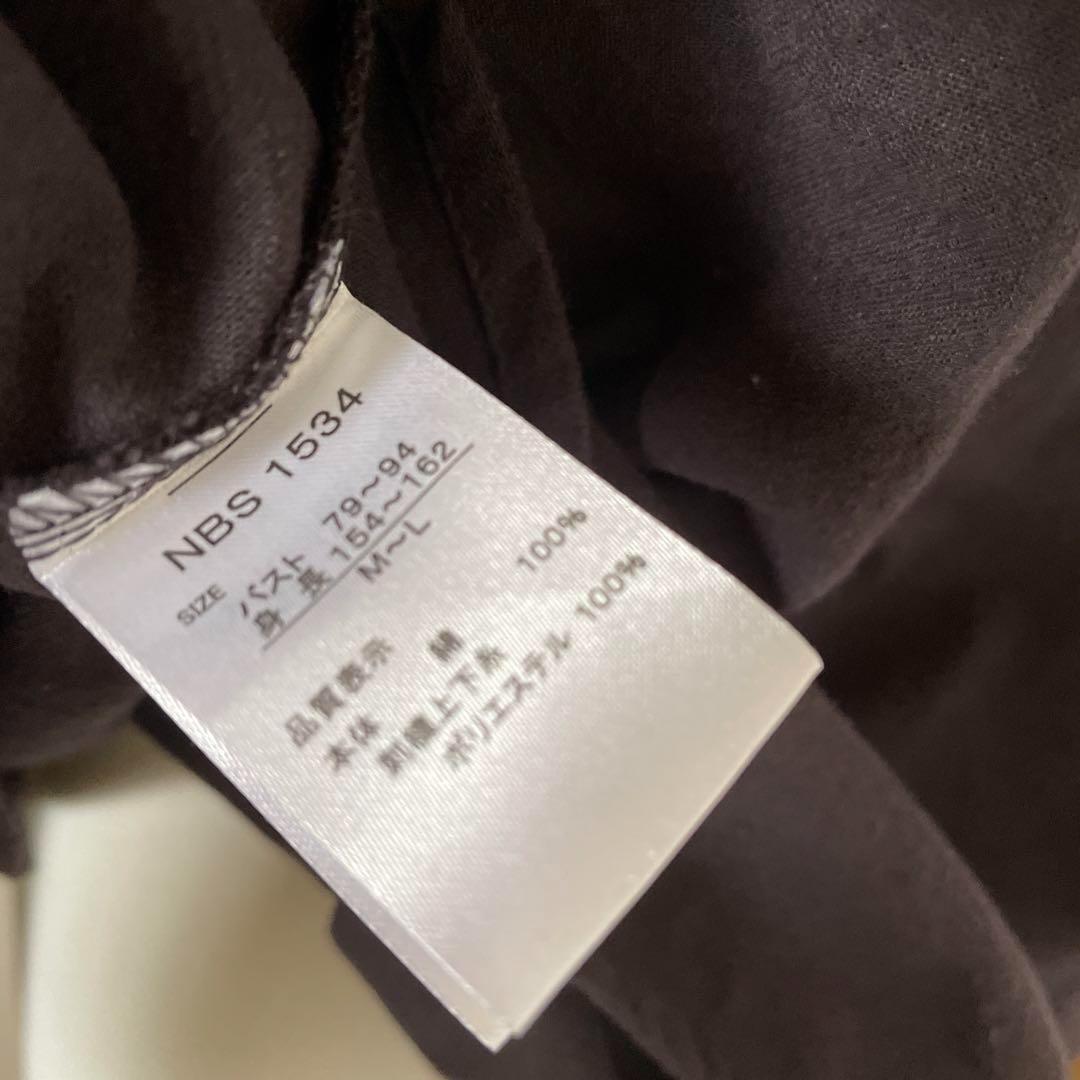 NBS 1534
SIZE バスト 79～94
身 長 154～162
M～L
品質表示
本体 綿 100%
刺繍上下糸
ポリエステル 100%